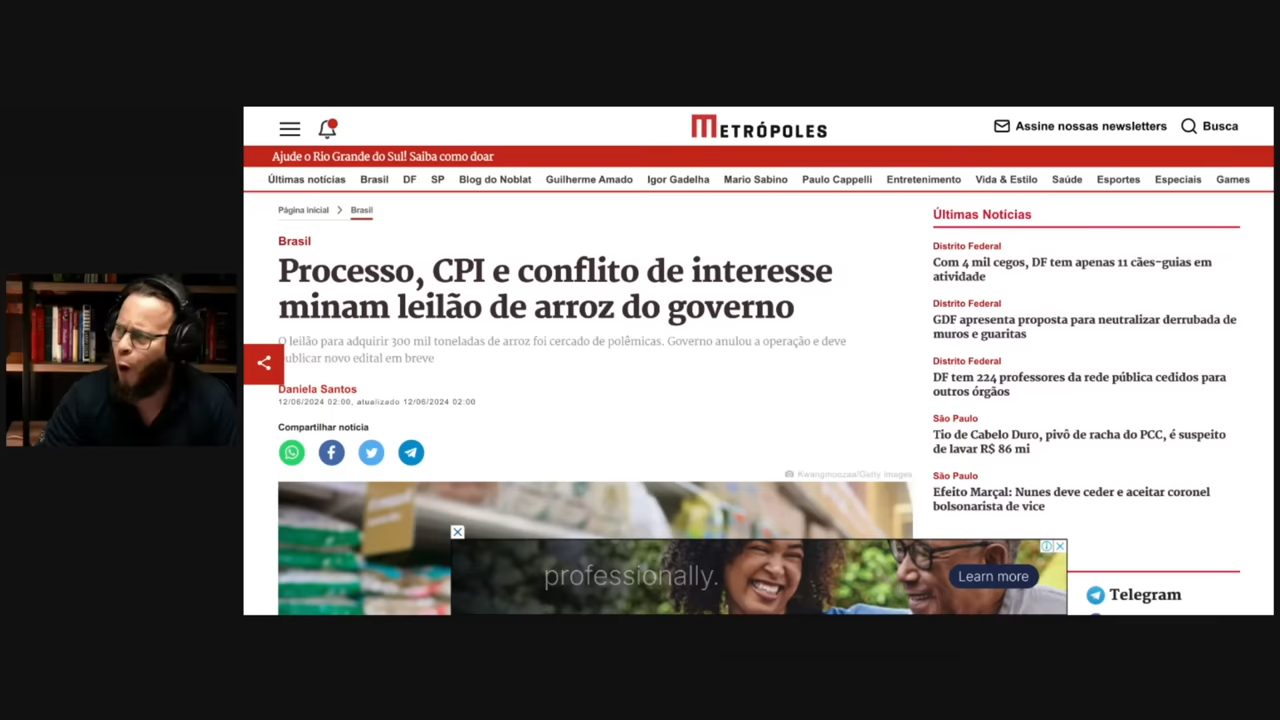 METRÓPOLES
Assine nossas newsletters
Busca
Ajude o Rio Grande do Sul! Saiba como doar
Últimas notícias Brasil DF SP Blog do Noblat Guilherme Amado Igor Gadelha Mario Sabino Paulo Cappelli Entretenimento Vida & Estilo Saúde Esportes Especiais Games
Página inicial Brasil
Brasil
Processo, CPI e conflito de interesse
minam leilão de arroz do governo
O leilão para adquirir 300 mil toneladas de arroz foi cercado de polêmicas. Governo anulou a operação e deve
ublicar novo edital em breve
Daniela Santos
12/06/2024 02:00, atualizado 12/06/2024 02:00
Compartilhar notícia
Kwangmoozaa/Getty Images
professionally.
Learn more
Últimas Notícias
Distrito Federal
Com 4 mil cegos, DF tem apenas 11 cães-guias em
atividade
Distrito Federal
GDF apresenta proposta para neutralizar derrubada de
muros e guaritas
Distrito Federal
DF tem 224 professores da rede pública cedidos para
outros órgãos
São Paulo
Tio de Cabelo Duro, pivô de racha do PCC, é suspeito
de lavar R$ 86 mi
São Paulo
Efeito Marçal: Nunes deve ceder e aceitar coronel
bolsonarista de vice
Telegram